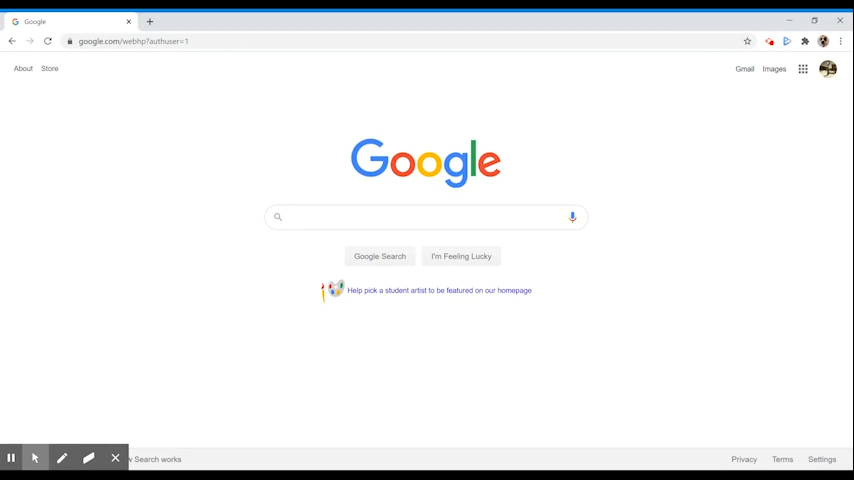 Google
google.com/webhp?authuser=1
About Store
Gmail Images
Google
Google Search I'm Feeling Lucky
Help pick a student artist to be featured on our homepage
Search works
Privacy Terms Settings